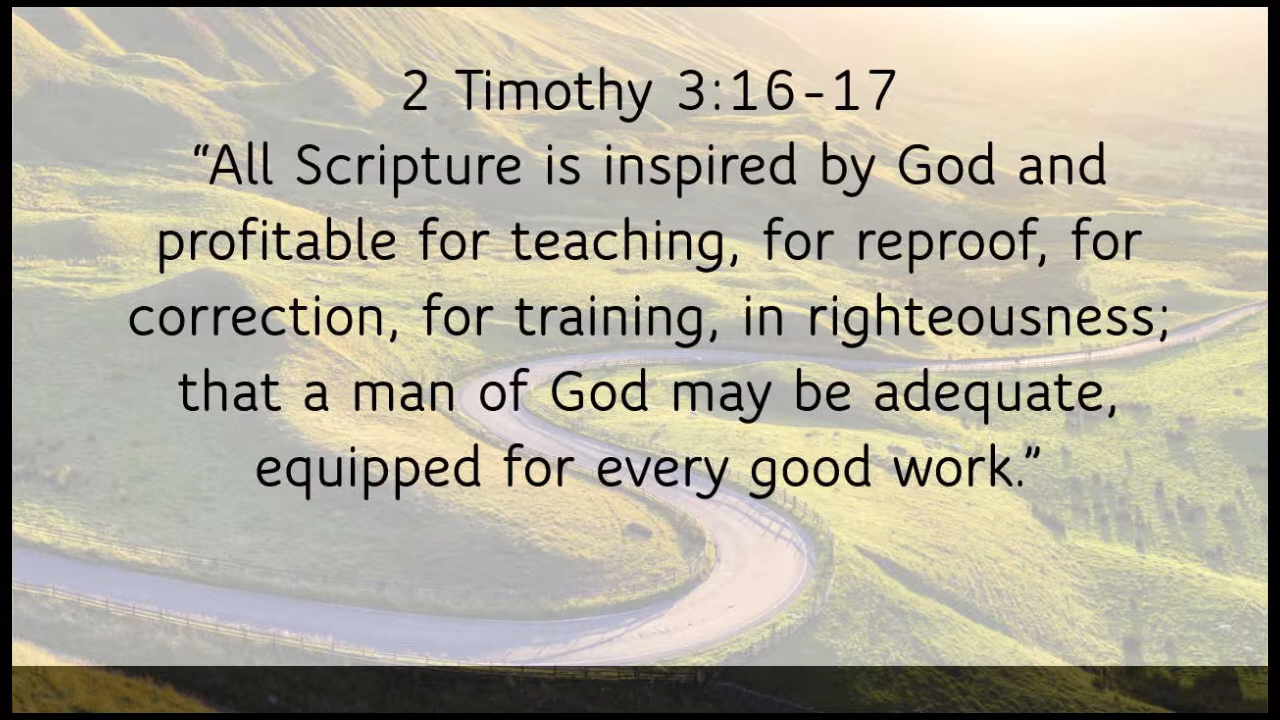 2 Timothy 3:16-17
“All Scripture is inspired by God and
profitable for teaching, for reproof, for
correction, for training, in righteousness;
that a man of God may be adequate,
equipped for every good work.”